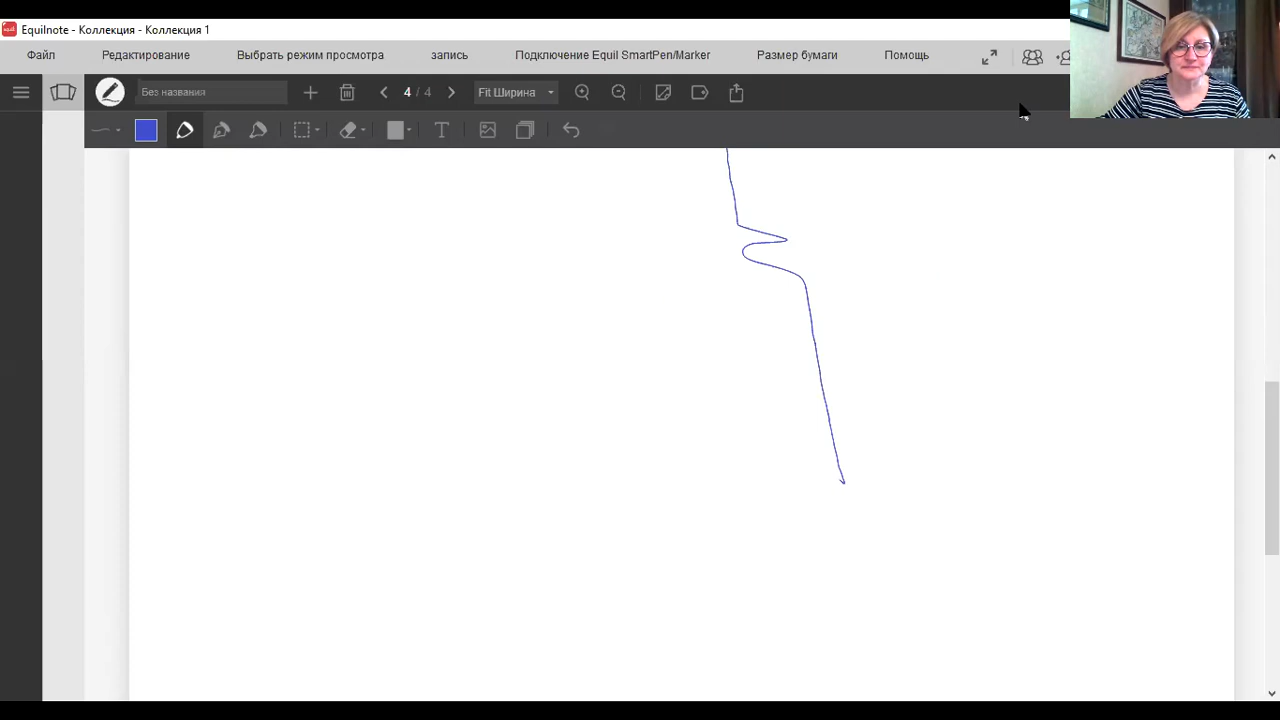 Equilnote - Коллекция - Коллекция 1
Файл Редактирование Выбрать режим просмотра запись Подключение Equil SmartPen/Marker Размер бумаги Помощь
Без названия 4 / 4 Fit Ширина
T